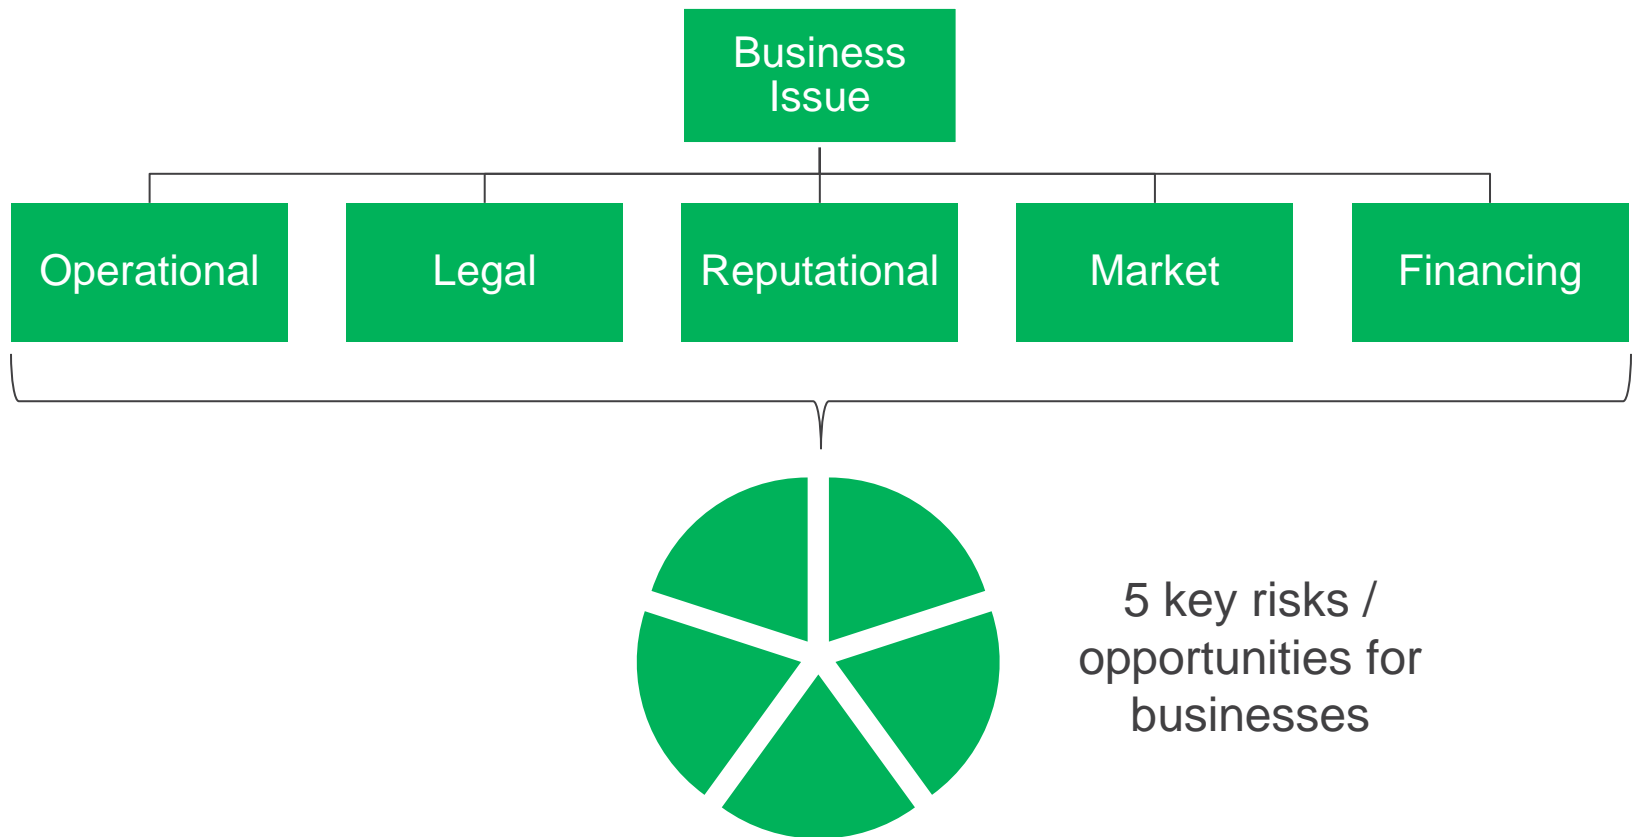 Business
Issue
Operational
Legal
Reputational
Market
Financing
5 key risks /
opportunities for
businesses